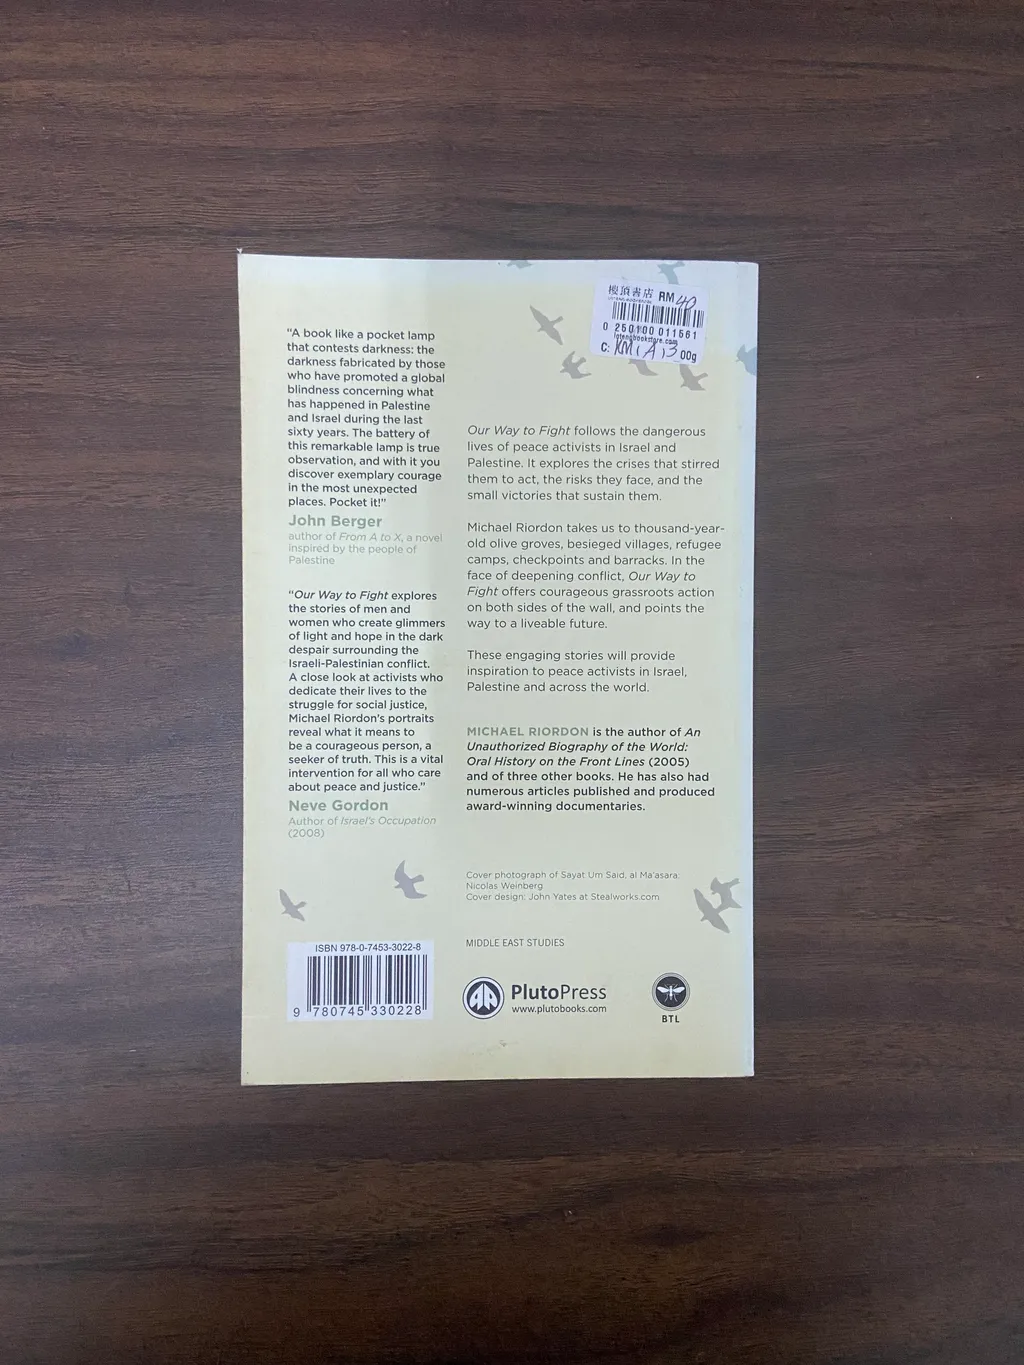 "A book like a pocket lamp
that contests darkness: the
darkness fabricated by those
who have promoted a global
blindness concerning what
has happened in Palestine
and Israel during the last
sixty years. The battery of
this remarkable lamp is true
observation, and with it you
discover exemplary courage
in the most unexpected
places. Pocket it!"
John Berger
author of From A to X, a novel
inspired by the people of
Palestine
"Our Way to Fight explores
the stories of men and
women who create glimmers
of light and hope in the dark
despair surrounding the
Israeli-Palestinian conflict.
A close look at activists who
dedicate their lives to the
struggle for social justice,
Michael Riordon's portraits
reveal what it means to
be a courageous person, a
seeker of truth. This is a vital
intervention for all who care
about peace and justice."
Neve Gordon
Author of Israel's Occupation
(2008)
ISBN 978-0-7453-3022-8
9 780745 330228
樓頂書店 RM 40
0 250100 011561
lotengbookstore.com
C: 00g
Our Way to Fight follows the dangerous
lives of peace activists in Israel and
Palestine. It explores the crises that stirred
them to act, the risks they face, and the
small victories that sustain them.
Michael Riordon takes us to thousand-year-
old olive groves, besieged villages, refugee
camps, checkpoints and barracks. In the
face of deepening conflict, Our Way to
Fight offers courageous grassroots action
on both sides of the wall, and points the
way to a liveable future.
These engaging stories will provide
inspiration to peace activists in Israel,
Palestine and across the world.
MICHAEL RIORDON is the author of An
Unauthorized Biography of the World:
Oral History on the Front Lines (2005)
and of three other books. He has also had
numerous articles published and produced
award-winning documentaries.
Cover photograph of Sayat Um Said, al Ma'asara:
Nicolas Weinberg
Cover design: John Yates at Stealworks.com
MIDDLE EAST STUDIES
PlutoPress
www.plutobooks.com
BTL